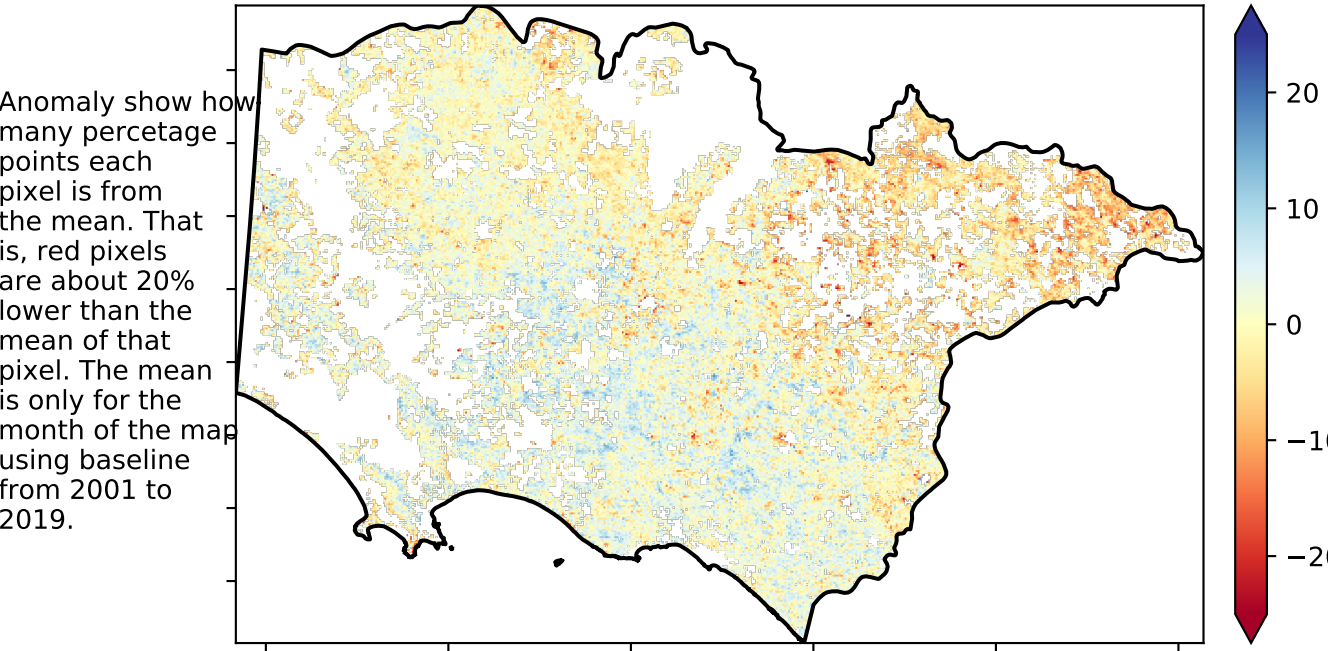 Anomaly show how
many percetage
points each
pixel is from
the mean. That
is, red pixels
are about 20%
lower than the
mean of that
pixel. The mean
is only for the
month of the map
using baseline
from 2001 to
2019.
20
10
0
−10
−20